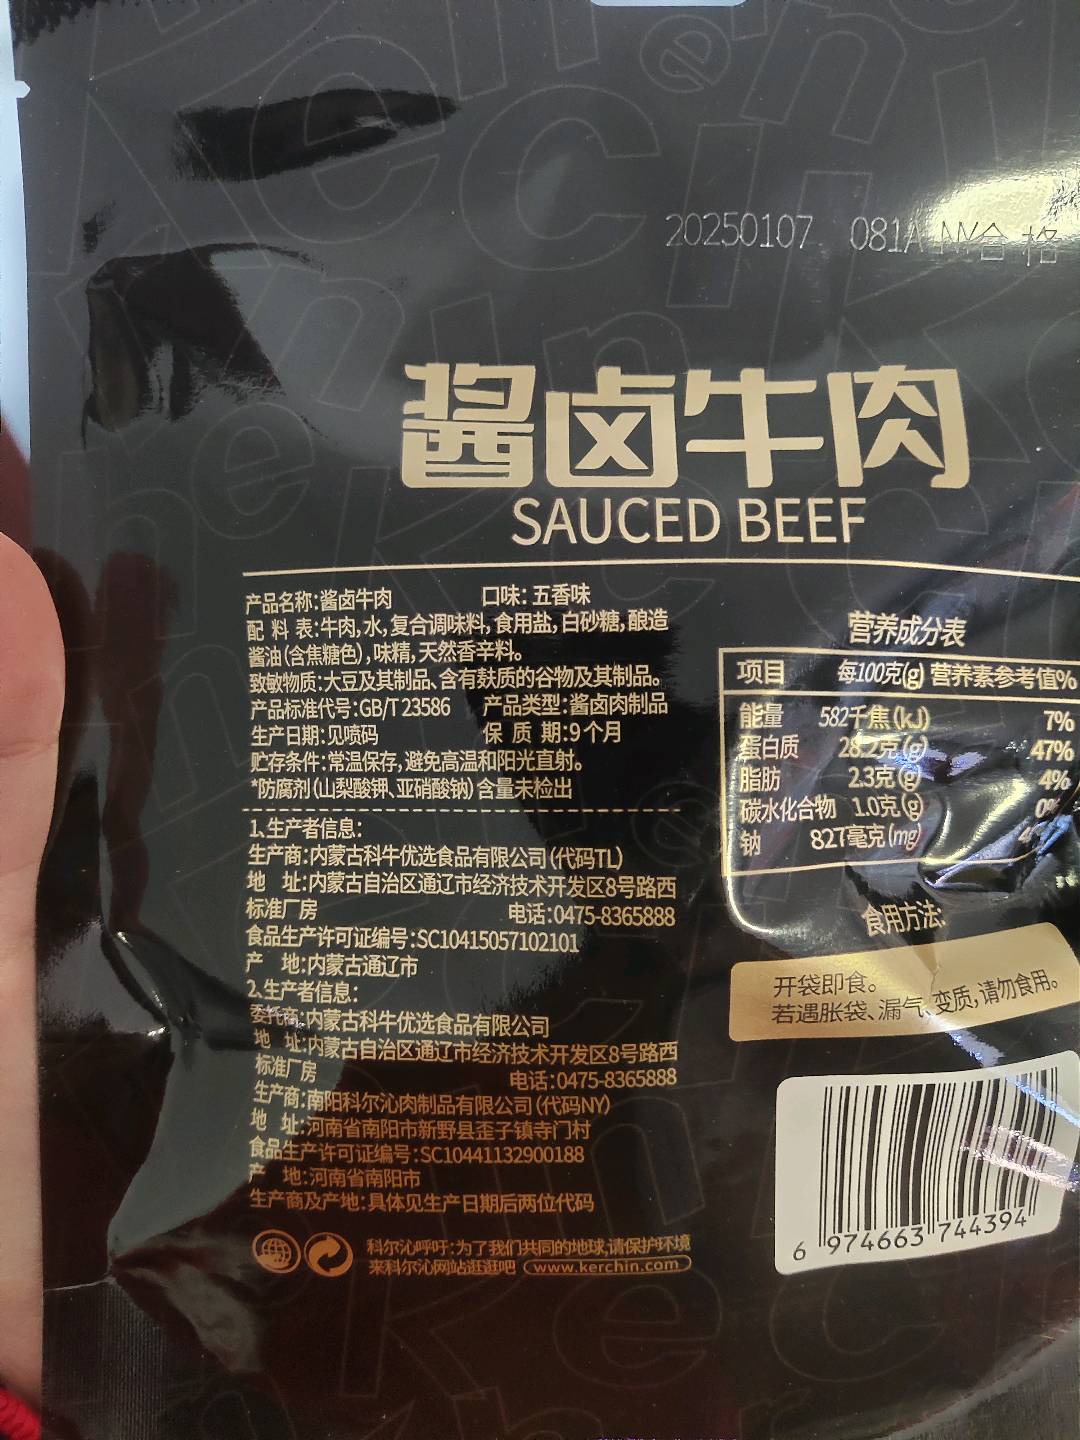 20250107 081A NY合格
酱卤牛肉
SAUCED BEEF
产品名称:酱卤牛肉 口味:五香味
配 料 表:牛肉,水,复合调味料,食用盐,白砂糖,酿造
酱油(含焦糖色),味精,天然香辛料。
致敏物质:大豆及其制品、含有麸质的谷物及其制品。
产品标准代号:GB/T 23586 产品类型:酱卤肉制品
生产日期:见喷码 保 质 期:9个月
贮存条件:常温保存,避免高温和阳光直射。
*防腐剂(山梨酸钾、亚硝酸钠)含量未检出
1、生产者信息:
生产商:内蒙古科牛优选食品有限公司(代码TL)
地 址:内蒙古自治区通辽市经济技术开发区8号路西
标准厂房 电话:0475-8365888
食品生产许可证编号:SC10415057102101
产 地:内蒙古通辽市
2、生产者信息:
委托商:内蒙古科牛优选食品有限公司
地 址:内蒙古自治区通辽市经济技术开发区8号路西
标准厂房 电话:0475-8365888
生产商:南阳科尔沁肉制品有限公司(代码NY)
地 址:河南省南阳市新野县歪子镇寺门村
食品生产许可证编号:SC10441132900188
产 地:河南省南阳市
生产商及产地:具体见生产日期后两位代码
科尔沁呼吁:为了我们共同的地球,请保护环境
来科尔沁网站逛逛吧 www.kerchin.com
营养成分表
项目 每100克(g) 营养素参考值%
能量 582千焦(kJ) 7%
蛋白质 28.2克(g) 47%
脂肪 2.3克(g) 4%
碳水化合物 1.0克(g)
钠 827毫克(mg)
食用方法:
开袋即食。
若遇胀袋、漏气、变质,请勿食用。
6 974663 744394